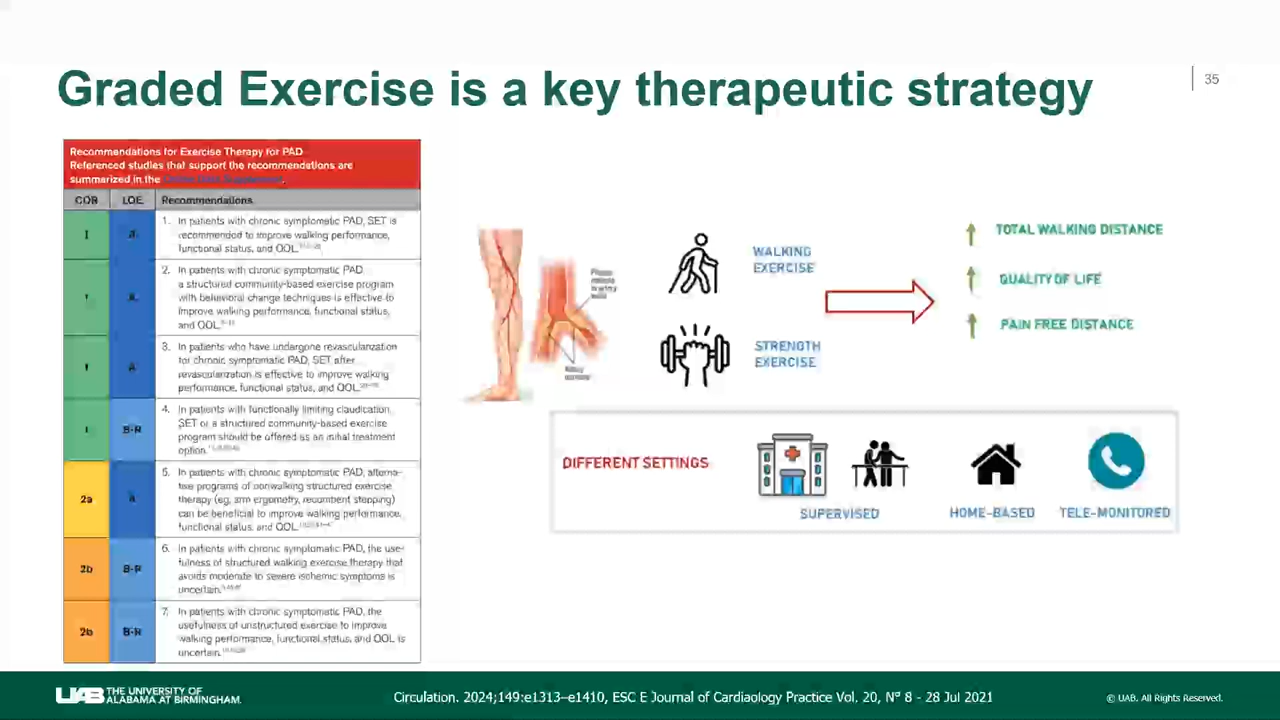 Graded Exercise is a key therapeutic strategy
35
Recommendations for Exercise Therapy for PAD
Referenced studies that support the recommendations are
summarized in the
COR LOE Recommendations
1 A 1. In patients with chronic symptomatic PAD, SET is
recommended to improve walking performance,
functional status, and QOL.
1 A 2. In patients with chronic symptomatic PAD
a structured community-based exercise program
with behavioral change techniques is effective to
improve walking performance, functional status,
and QOL.
1 A 3. In patients who have undergone revascularization
for chronic symptomatic PAD, SET after
revascularization is effective to improve walking
performance, functional status, and QOL.
1 B-R 4. In patients with functionally limiting claudication,
SET or a structured community-based exercise
program should be offered as an initial treatment
option.
2a A 5. In patients with chronic symptomatic PAD, alterna-
tive programs of nonwalking structured exercise
therapy (eg, arm ergometry, recumbent stepping)
can be beneficial to improve walking performance,
functional status, and QOL.
2b B-R 6. In patients with chronic symptomatic PAD, the use-
fulness of structured walking exercise therapy that
avoids moderate to severe ischemic symptoms is
uncertain.
2b B-R 7. In patients with chronic symptomatic PAD, the
usefulness of unstructured exercise to improve
walking performance, functional status, and QOL is
uncertain.
WALKING
EXERCISE
STRENGTH
EXERCISE
TOTAL WALKING DISTANCE
QUALITY OF LIFE
PAIN FREE DISTANCE
DIFFERENT SETTINGS
SUPERVISED
HOME-BASED
TELE-MONITORED
UAB THE UNIVERSITY OF
ALABAMA AT BIRMINGHAM.
Circulation. 2024;149:e1313–e1410, ESC E Journal of Cardiaology Practice Vol. 20, N° 8 - 28 Jul 2021
© UAB. All Rights Reserved.